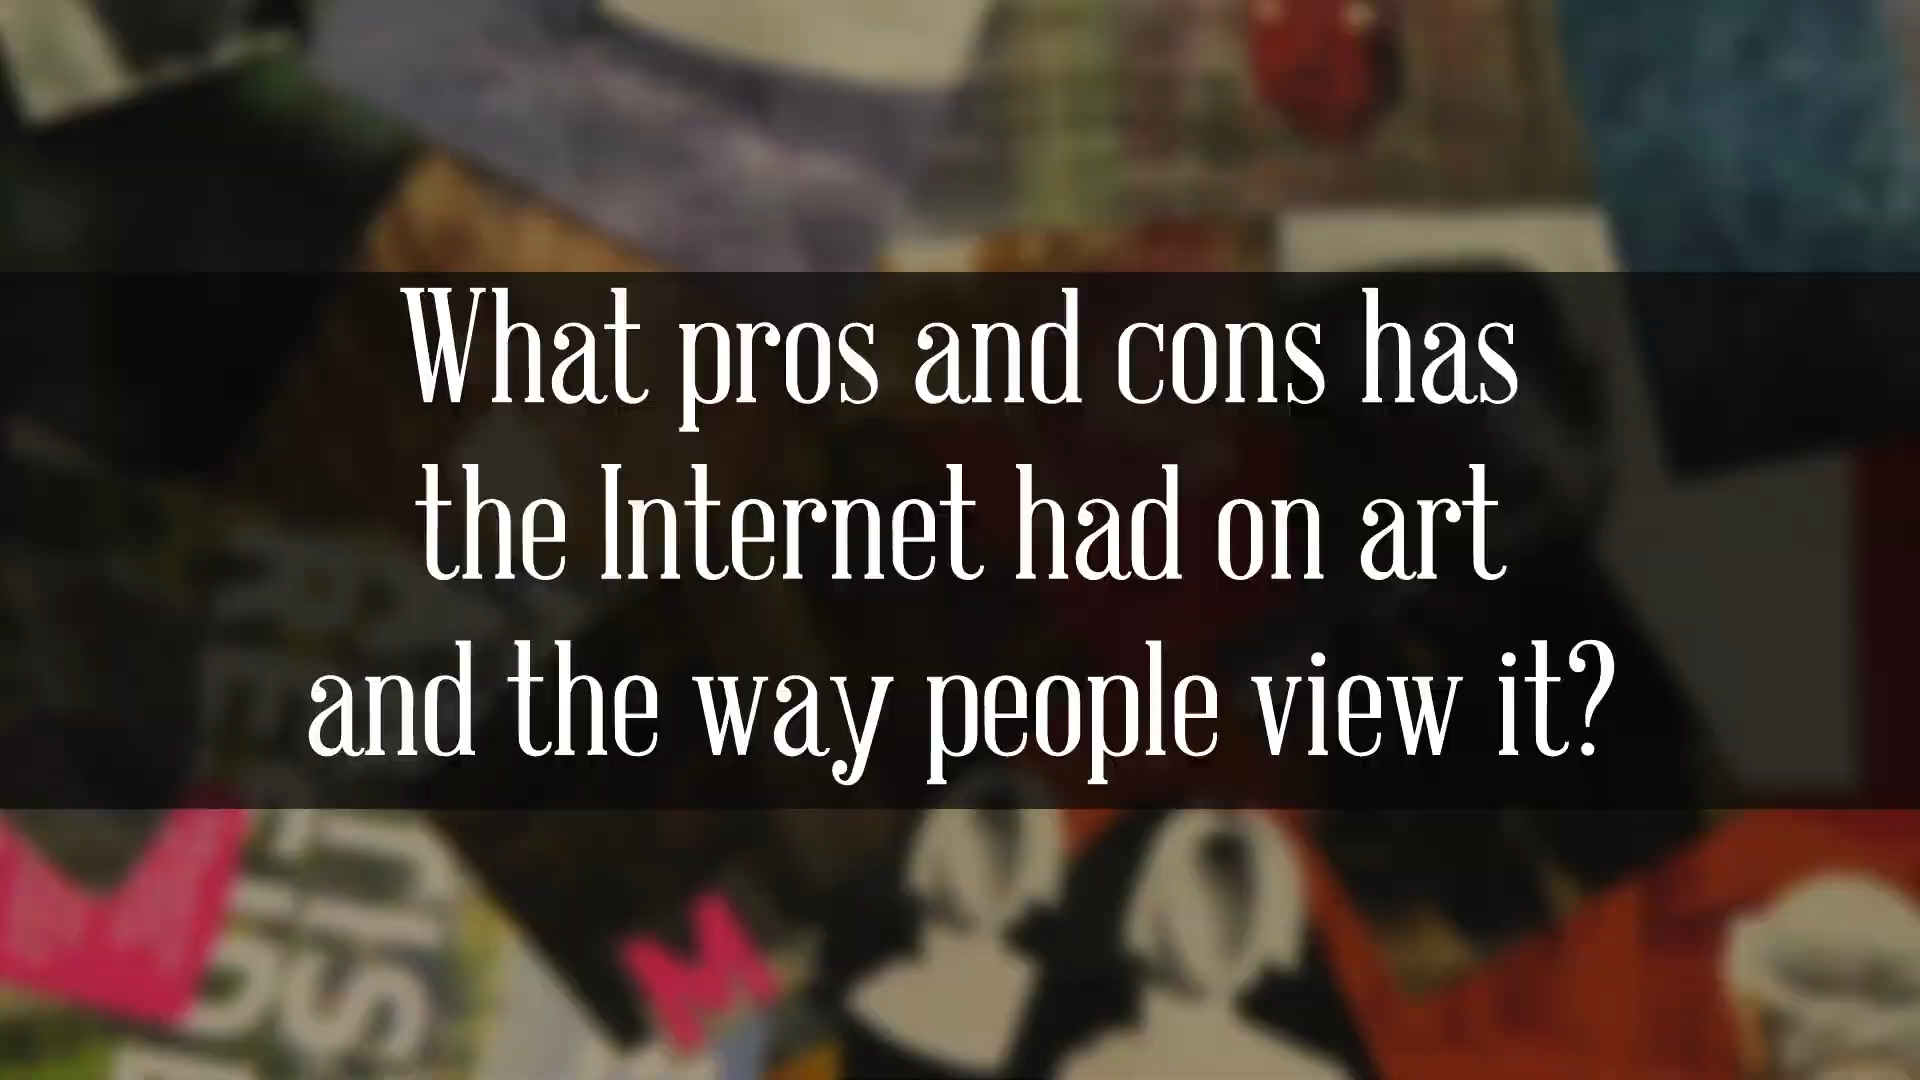 What pros and cons has
the Internet had on art
and the way people view it?
M